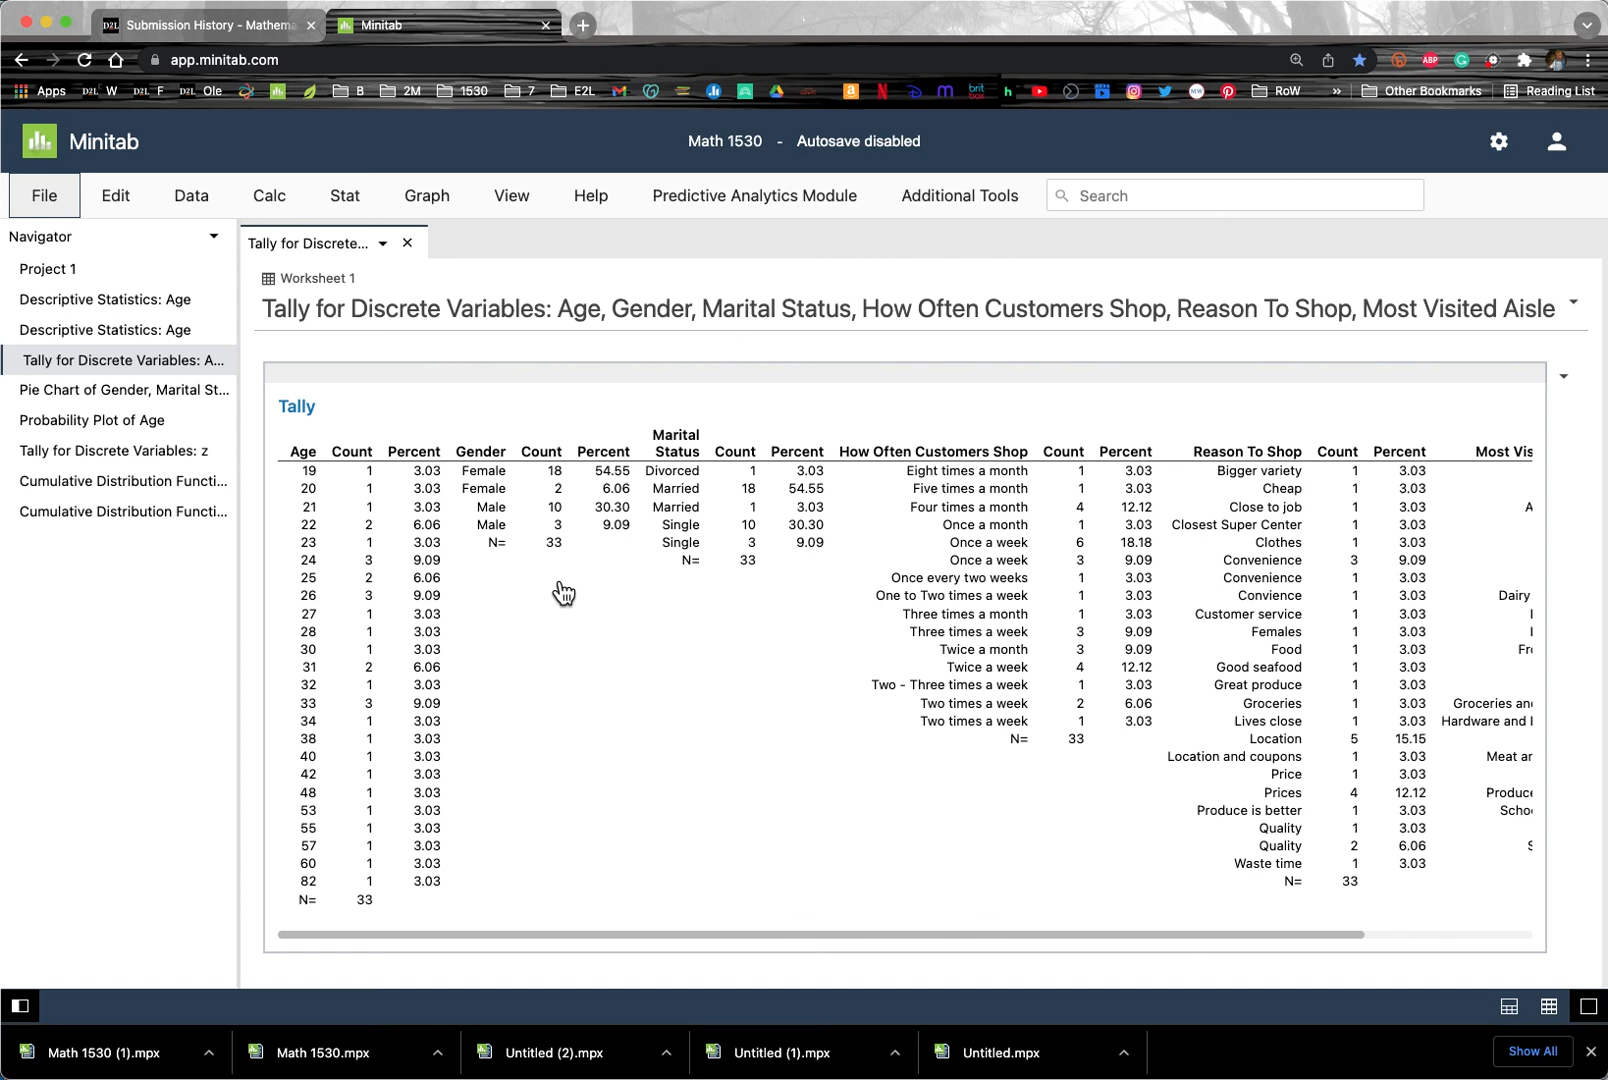 Submission History - Mathema
Minitab
app.minitab.com
Apps
W
F
Ole
B
2M
1530
7
E2L
RoW
»
Other Bookmarks
Reading List
Minitab
Math 1530 - Autosave disabled
File Edit Data Calc Stat Graph View Help Predictive Analytics Module Additional Tools Search
Navigator
Project 1
Descriptive Statistics: Age
Descriptive Statistics: Age
Tally for Discrete Variables: A...
Pie Chart of Gender, Marital St...
Probability Plot of Age
Tally for Discrete Variables: z
Cumulative Distribution Functi...
Cumulative Distribution Functi...
Tally for Discrete...
Worksheet 1
Tally for Discrete Variables: Age, Gender, Marital Status, How Often Customers Shop, Reason To Shop, Most Visited Aisle
Tally
Marital
Age Count Percent Gender Count Percent Status Count Percent How Often Customers Shop Count Percent Reason To Shop Count Percent Most Vis
19 1 3.03 Female 18 54.55 Divorced 1 3.03 Eight times a month 1 3.03 Bigger variety 1 3.03
20 1 3.03 Female 2 6.06 Married 18 54.55 Five times a month 1 3.03 Cheap 1 3.03
21 1 3.03 Male 10 30.30 Married 1 3.03 Four times a month 4 12.12 Close to job 1 3.03 A
22 2 6.06 Male 3 9.09 Single 10 30.30 Once a month 1 3.03 Closest Super Center 1 3.03
23 1 3.03 N= 33 Single 3 9.09 Once a week 6 18.18 Clothes 1 3.03
24 3 9.09 N= 33 Once a week 3 9.09 Convenience 3 9.09
25 2 6.06 Once every two weeks 1 3.03 Convenience 1 3.03
26 3 9.09 One to Two times a week 1 3.03 Convience 1 3.03 Dairy
27 1 3.03 Three times a month 1 3.03 Customer service 1 3.03
28 1 3.03 Three times a week 3 9.09 Females 1 3.03
30 1 3.03 Twice a month 3 9.09 Food 1 3.03 Fr
31 2 6.06 Twice a week 4 12.12 Good seafood 1 3.03
32 1 3.03 Two - Three times a week 1 3.03 Great produce 1 3.03
33 3 9.09 Two times a week 2 6.06 Groceries 1 3.03 Groceries an
34 1 3.03 Two times a week 1 3.03 Lives close 1 3.03 Hardware and
38 1 3.03 N= 33 Location 5 15.15
40 1 3.03 Location and coupons 1 3.03 Meat a
42 1 3.03 Price 1 3.03
48 1 3.03 Prices 4 12.12 Produce
53 1 3.03 Produce is better 1 3.03 Schoo
55 1 3.03 Quality 1 3.03
57 1 3.03 Quality 2 6.06 S
60 1 3.03 Waste time 1 3.03
82 1 3.03 N= 33
N= 33
Math 1530 (1).mpx
Math 1530.mpx
Untitled (2).mpx
Untitled (1).mpx
Untitled.mpx
Show All